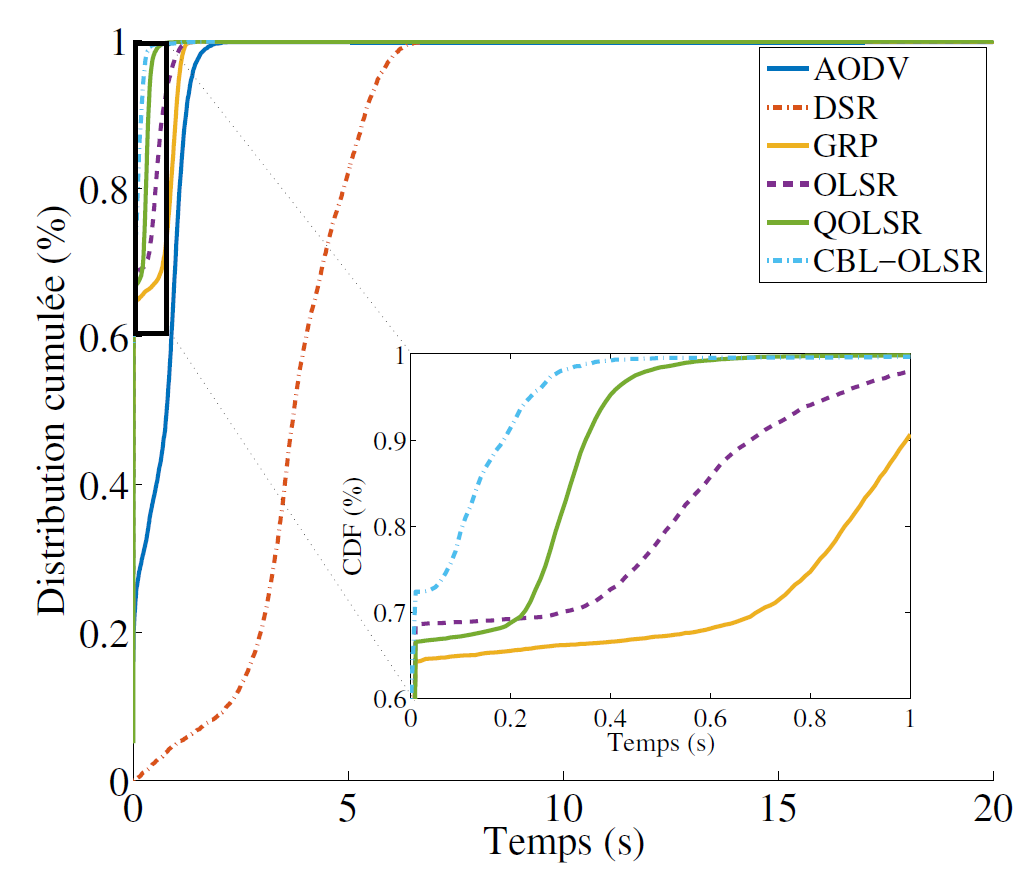 1
0.8
0.6
0.4
0.2
0
Distribution cumulée (%)
0
5
10
15
20
Temps (s)
AODV
DSR
GRP
OLSR
QOLSR
CBL−OLSR
1
0.9
0.8
0.7
0.6
CDF (%)
0
0.2
0.4
0.6
0.8
1
Temps (s)